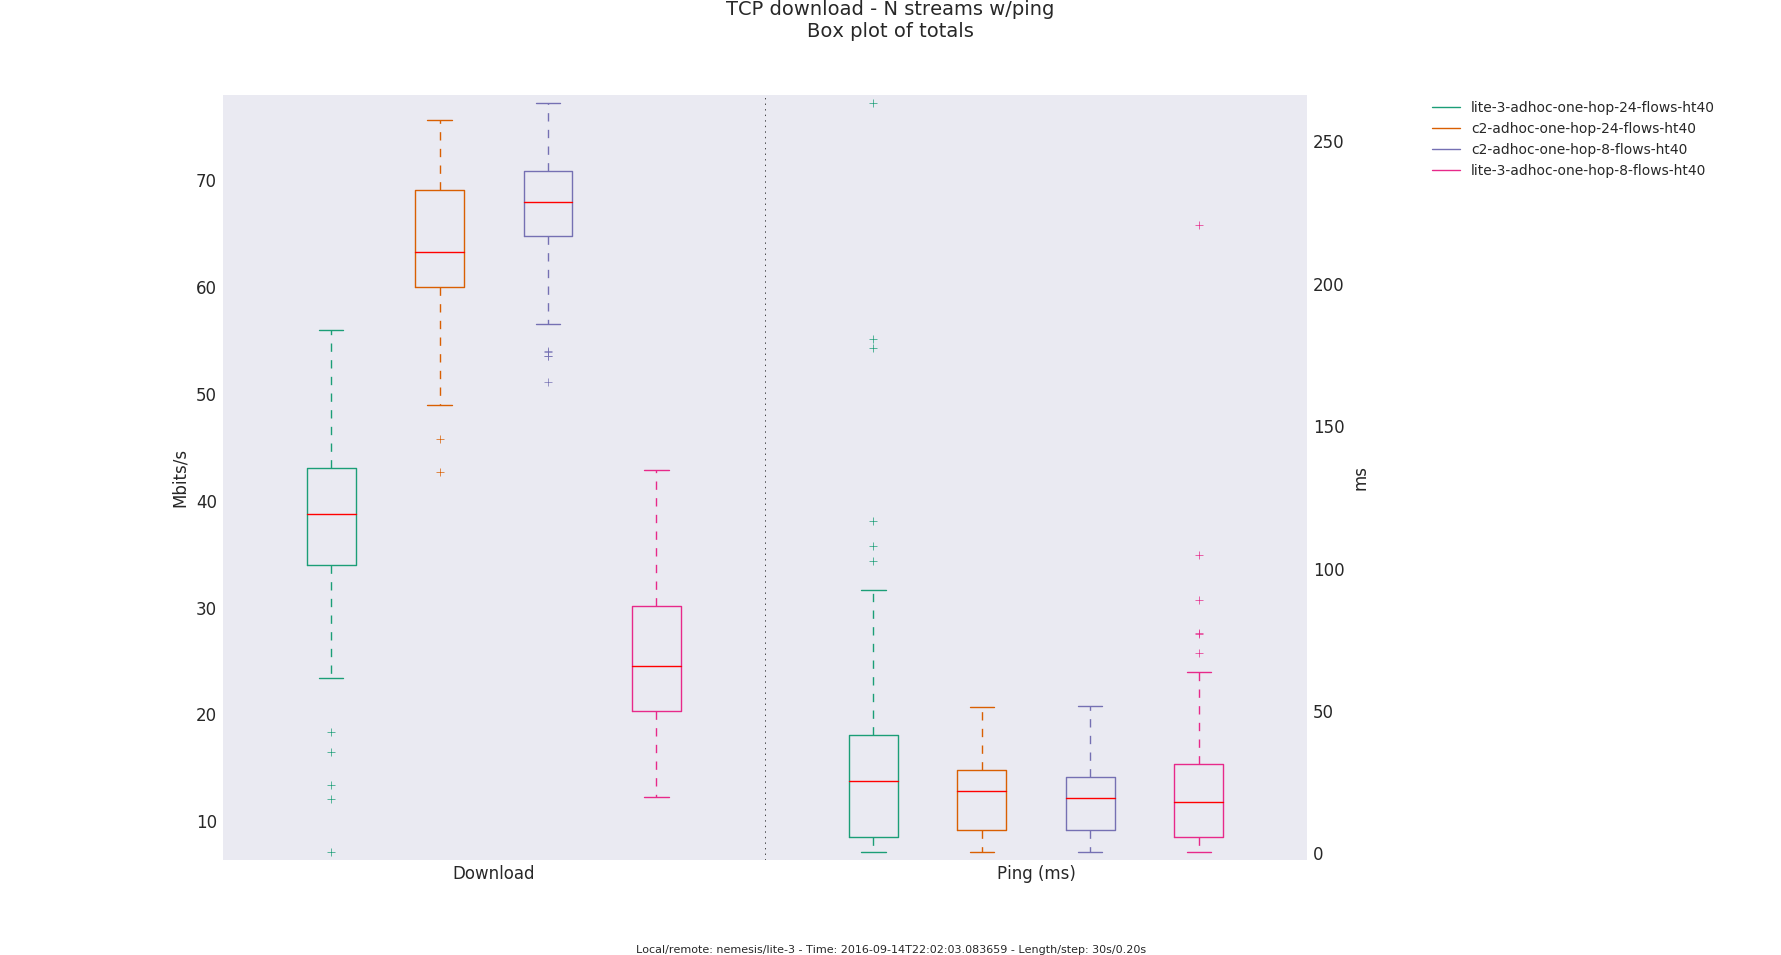 TCP download - N streams w/ping
Box plot of totals
lite-3-adhoc-one-hop-24-flows-ht40
c2-adhoc-one-hop-24-flows-ht40
c2-adhoc-one-hop-8-flows-ht40
lite-3-adhoc-one-hop-8-flows-ht40
Mbits/s
70
60
50
40
30
20
10
250
200
150
100
50
0
ms
Download
Ping (ms)
Local/remote: nemesis/lite-3 - Time: 2016-09-14T22:02:03.083659 - Length/step: 30s/0.20s